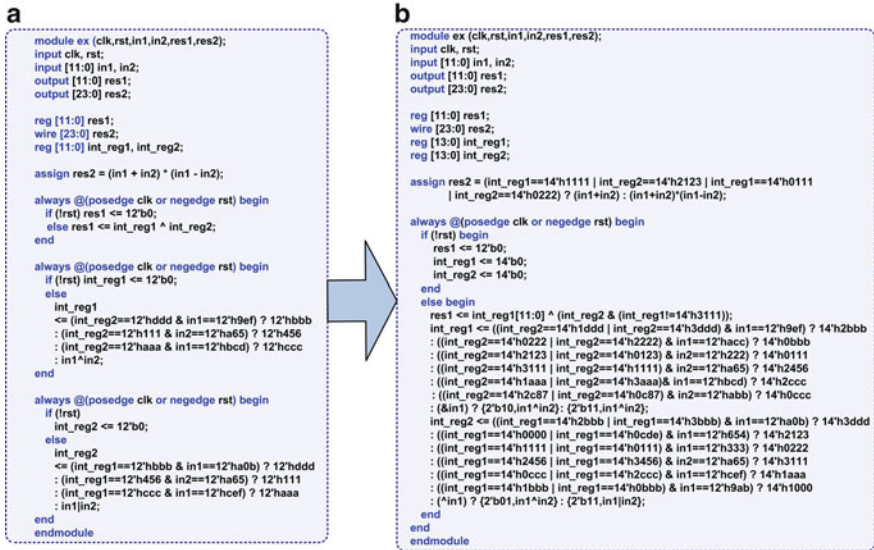 a
module ex (clk,rst,in1,in2,res1,res2);
input clk, rst;
input [11:0] in1, in2;
output [11:0] res1;
output [23:0] res2;
reg [11:0] res1;
wire [23:0] res2;
reg [11:0] int_reg1, int_reg2;
assign res2 = (in1 + in2) * (in1 - in2);
always @(posedge clk or negedge rst) begin
if (!rst) res1 <= 12'b0;
else res1 <= int_reg1 ^ int_reg2;
end
always @(posedge clk or negedge rst) begin
if (!rst) int_reg1 <= 12'b0;
else
int_reg1
<= (int_reg2==12'hddd & in1==12'h9ef) ? 12'hbbb
: (int_reg2==12'h111 & in2==12'ha65) ? 12'h456
: (int_reg2==12'haaa & in1==12'hbcd) ? 12'hccc
: in1^in2;
end
always @(posedge clk or negedge rst) begin
if (!rst)
int_reg2 <= 12'b0;
else
int_reg2
<= (int_reg1==12'hbbb & in1==12'ha0b) ? 12'hddd
: (int_reg1==12'h456 & in2==12'ha65) ? 12'h111
: (int_reg1==12'hccc & in1==12'hcef) ? 12'haaa
: in1|in2;
end
endmodule
b
module ex (clk,rst,in1,in2,res1,res2);
input clk, rst;
input [11:0] in1, in2;
output [11:0] res1;
output [23:0] res2;
reg [11:0] res1;
wire [23:0] res2;
reg [13:0] int_reg1;
reg [13:0] int_reg2;
assign res2 = (int_reg1==14'h1111 | int_reg2==14'h2123 | int_reg1==14'h0111
| int_reg2==14'h0222) ? (in1+in2) : (in1+in2)*(in1-in2);
always @(posedge clk or negedge rst) begin
if (!rst) begin
res1 <= 12'b0;
int_reg1 <= 14'b0;
int_reg2 <= 14'b0;
end
else begin
res1 <= int_reg1[11:0] ^ (int_reg2 & (int_reg1!=14'h3111));
int_reg1 <= ((int_reg2==14'h1ddd | int_reg2==14'h3ddd) & in1==12'h9ef) ? 14'h2bbb
: ((int_reg2==14'h0222 | int_reg2==14'h2222) & in1==12'hacc) ? 14'h0bbb
: ((int_reg2==14'h2123 | int_reg2==14'h0123) & in2==12'h222) ? 14'h0111
: ((int_reg2==14'h3111 | int_reg2==14'h1111) & in2==12'ha65) ? 14'h2456
: ((int_reg2==14'h1aaa | int_reg2==14'h3aaa)& in1==12'hbcd) ? 14'h2ccc
: ((int_reg2==14'h2c87 | int_reg2==14'h0c87) & in2==12'habb) ? 14'h0ccc
: (&in1) ? {2'b10,in1^in2}: {2'b11,in1^in2};
int_reg2 <= ((int_reg1==14'h2bbb | int_reg1==14'h3bbb) & in1==12'ha0b) ? 14'h3ddd
: ((int_reg1==14'h0000 | int_reg1==14'h0cde) & in1==12'h654) ? 14'h2123
: ((int_reg1==14'h1111 | int_reg1==14'h0111) & in1==12'h333) ? 14'h0222
: ((int_reg1==14'h2456 | int_reg1==14'h3456) & in2==12'ha65) ? 14'h3111
: ((int_reg1==14'h0ccc | int_reg1==14'h2ccc) & in1==12'hcef) ? 14'h1aaa
: ((int_reg1==14'h1bbb | int_reg1==14'h0bbb) & in1==12'h9ab) ? 14'h1000
: (^in1) ? {2'b01,in1^in2}: {2'b11,in1|in2};
end
end
endmodule